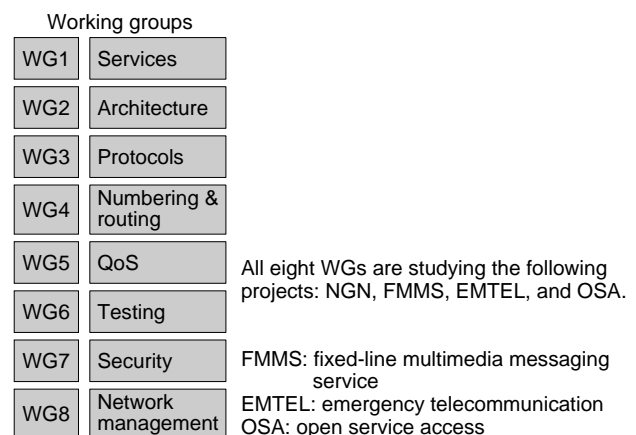 Working groups
WG1 Services
WG2 Architecture
WG3 Protocols
WG4 Numbering &
routing
WG5 QoS
WG6 Testing
WG7 Security
WG8 Network
management
All eight WGs are studying the following
projects: NGN, FMMS, EMTEL, and OSA.
FMMS: fixed-line multimedia messaging
service
EMTEL: emergency telecommunication
OSA: open service access